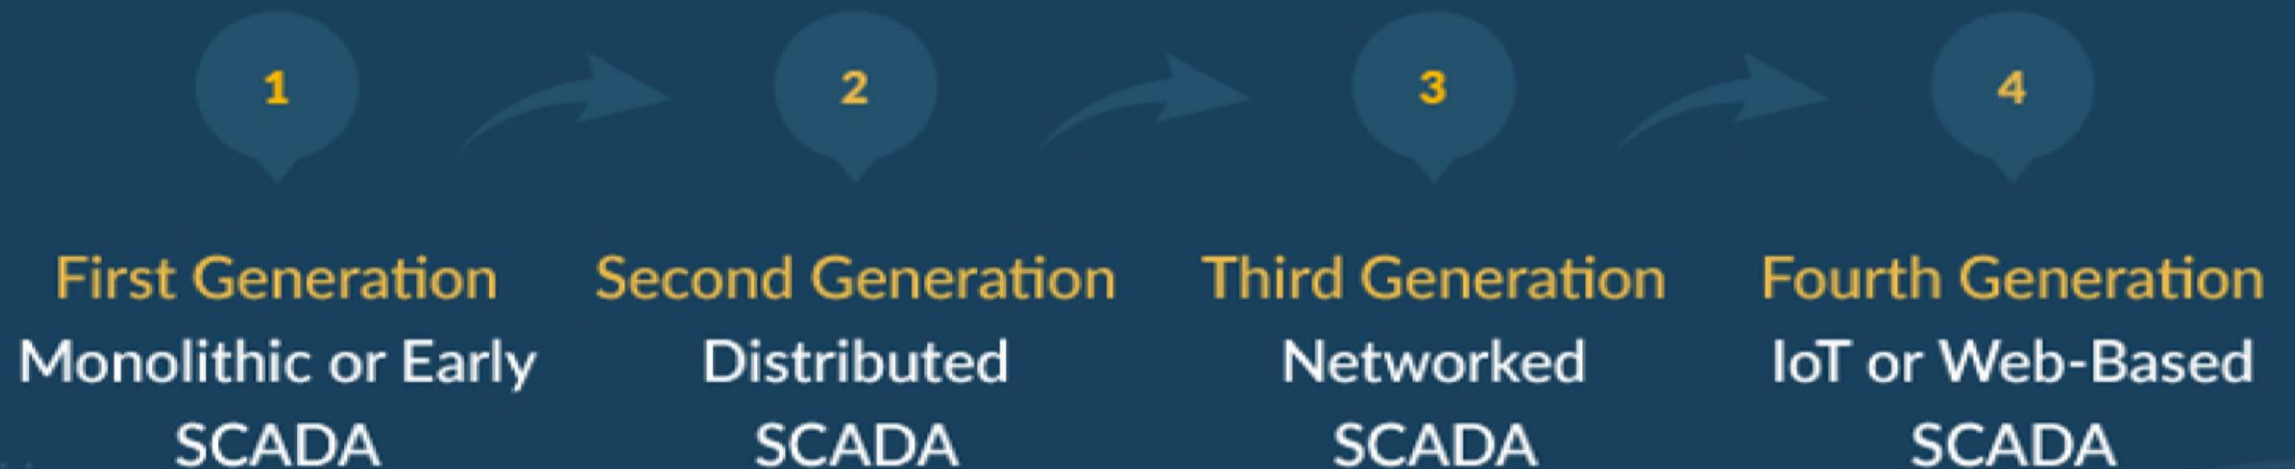 1
2
3
4
First Generation
Monolithic or Early
SCADA
Second Generation
Distributed
SCADA
Third Generation
Networked
SCADA
Fourth Generation
IoT or Web-Based
SCADA